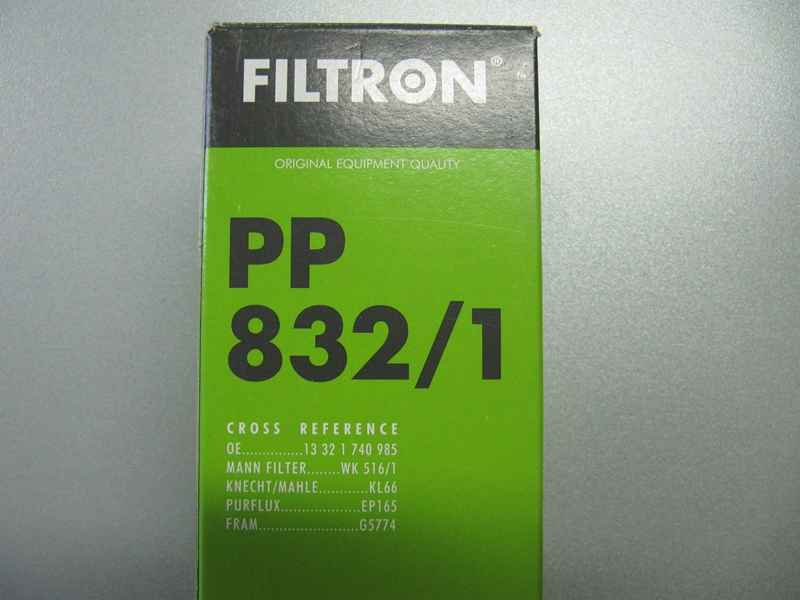 FILTRON®
ORIGINAL EQUIPMENT QUALITY
PP
832/1
CROSS REFERENCE
OE...............13 32 1 740 985
MANN FILTER........WK 516/1
KNECHT/MAHLE............KL66
PURFLUX...................EP165
FRAM........................G5774